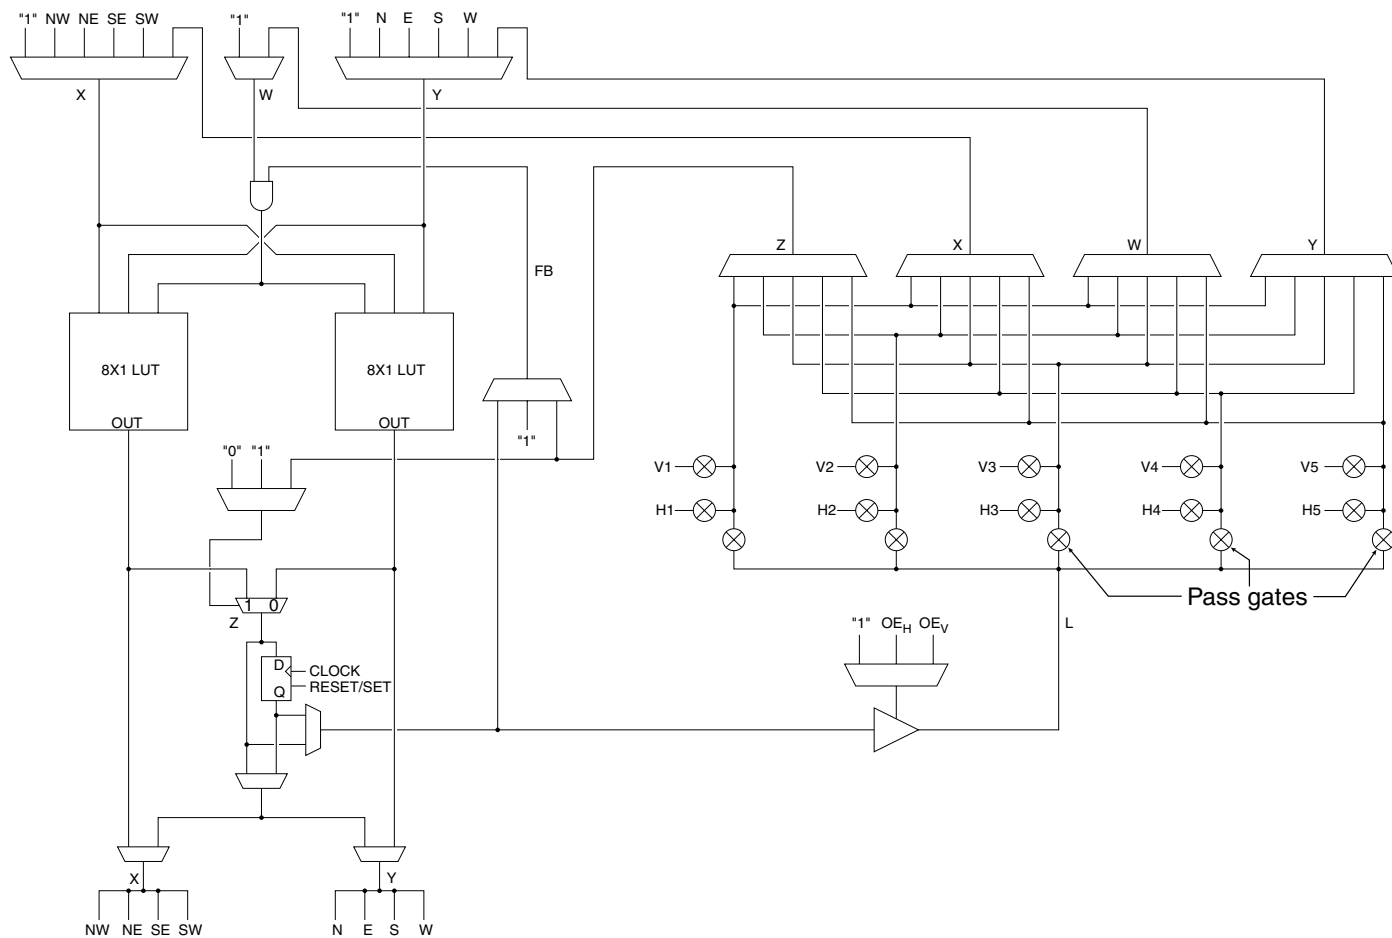 "1" NW NE SE SW "1" "1" N E S W
X W Y
Z X W Y
FB
8X1 LUT 8X1 LUT
OUT OUT
"1"
"0" "1"
V1 V2 V3 V4 V5
H1 H2 H3 H4 H5
Pass gates
1 0
Z "1" OEH OEV L
D CLOCK
Q RESET/SET
X Y
NW NE SE SW N E S W